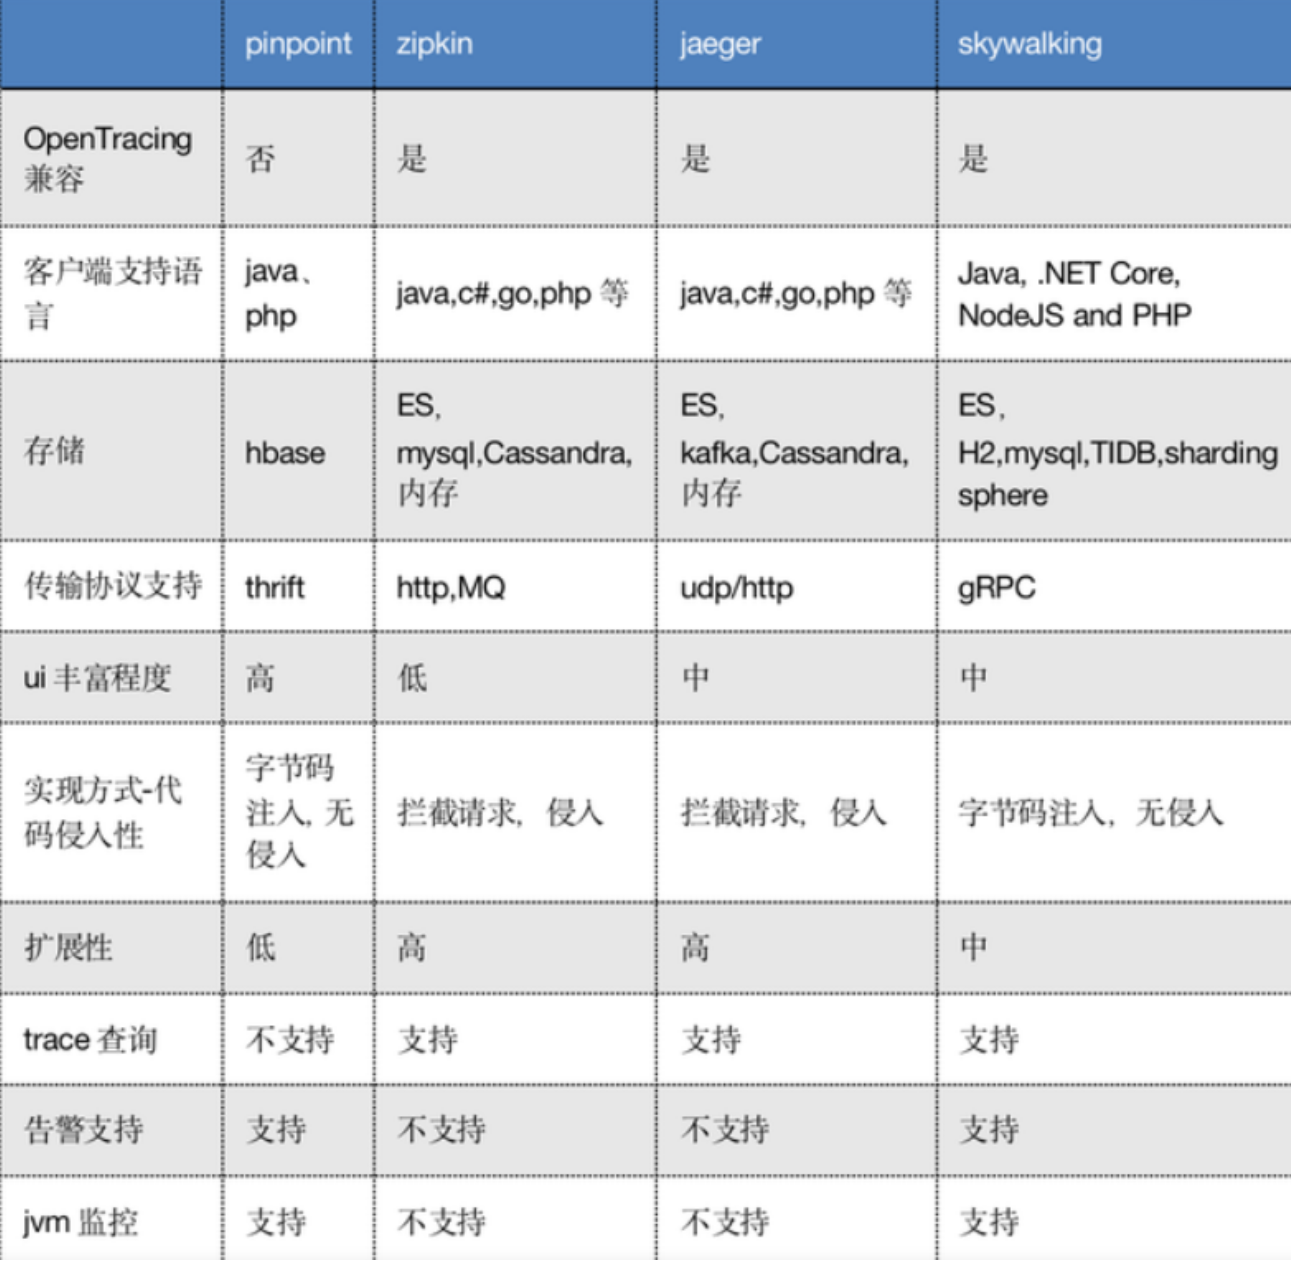 pinpoint zipkin jaeger skywalking
OpenTracing
兼容
否 是 是 是
客户端支持语
言
java、
php
java,c#,go,php 等
java,c#,go,php 等
Java, .NET Core,
NodeJS and PHP
存储
hbase
ES,
mysql,Cassandra,
内存
ES,
kafka,Cassandra,
内存
ES,
H2,mysql,TIDB,sharding
sphere
传输协议支持 thrift http,MQ udp/http gRPC
ui 丰富程度 高 低 中 中
实现方式-代
码侵入性
字节码
注入, 无
侵入
拦截请求, 侵入
拦截请求, 侵入
字节码注入, 无侵入
扩展性 低 高 高 中
trace 查询 不支持 支持 支持 支持
告警支持 支持 不支持 不支持 支持
jvm 监控 支持 不支持 不支持 支持